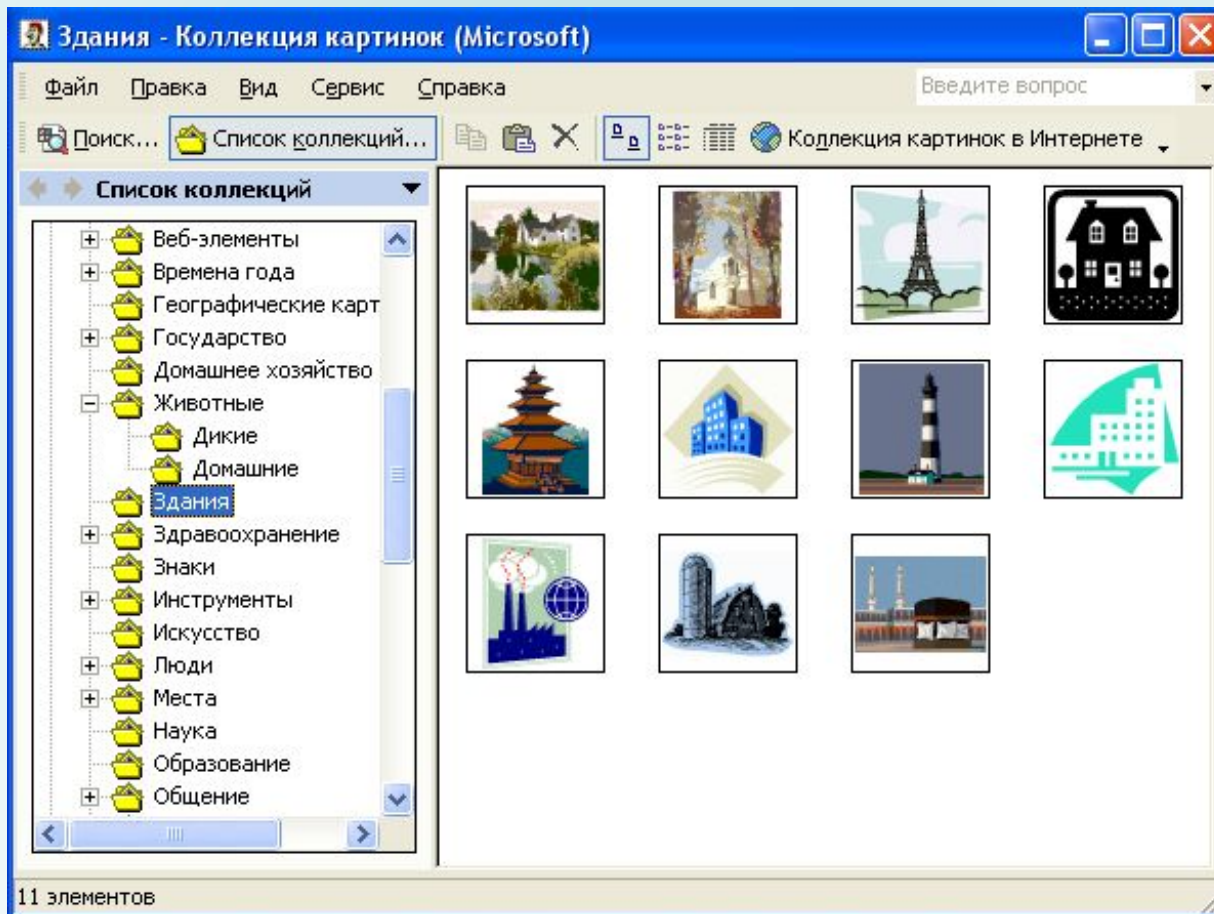 Здания - Коллекция картинок (Microsoft)
Файл Правка Вид Сервис Справка Введите вопрос
Поиск... Список коллекций... Коллекция картинок в Интернете
Список коллекций
Веб-элементы
Времена года
Географические карт
Государство
Домашнее хозяйство
Животные
Дикие
Домашние
Здания
Здравоохранение
Знаки
Инструменты
Искусство
Люди
Места
Наука
Образование
Общение
11 элементов